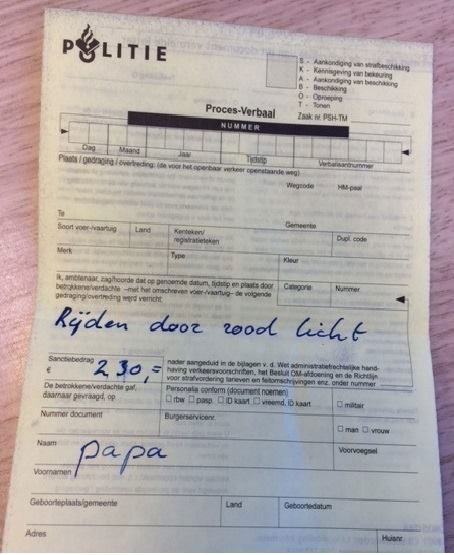 POLITIE
S - Aankondiging van strafbeschikking
K - Kennisgeving van bekeuring
A - Aankondiging van beschikking
B - Beschikking
O - Oproeping
T - Tonen
Proces-Verbaal
Zaak nr. PSH-TM
NUMMER
Dag Maand Jaar Tijdstip Verbalisantnummer
Plaats / gedraging / overtreding: (de voor het openbaar verkeer openstaande weg)
Wegcode HM-paal
Te Gemeente
Soort voer-/vaartuig Land Kenteken/ registratieteken Dupl. code
Merk Type Kleur
Ik, ambtenaar, zag/hoorde dat op genoemde datum, tijdstip en plaats door
betrokkene/verdachte –met het omschreven voer-/vaartuig– de volgende
gedraging/overtreding werd verricht:
Categorie Nummer
Rijden door rood licht
Sanctiebedrag
€ 230,=
nader aangeduid in de bijlagen v. d. Wet administratiefrechtelijke hand-
having verkeersvoorschriften, het Besluit OM-afdoening en de Richtlijn
voor strafvordering tarieven en feitomschrijvingen enz. onder nummer
De betrokkene/verdachte gaf,
daarnaar gevraagd, op
Personalia conform (document noemen)
rbw pasp. ID kaart vreemd. ID kaart militair
Nummer document Burgerservicenr. man vrouw
Naam Voorvoegsel
papa
Voornamen
Geboorteplaats/gemeente Land Geboortedatum
Adres Huisnr.